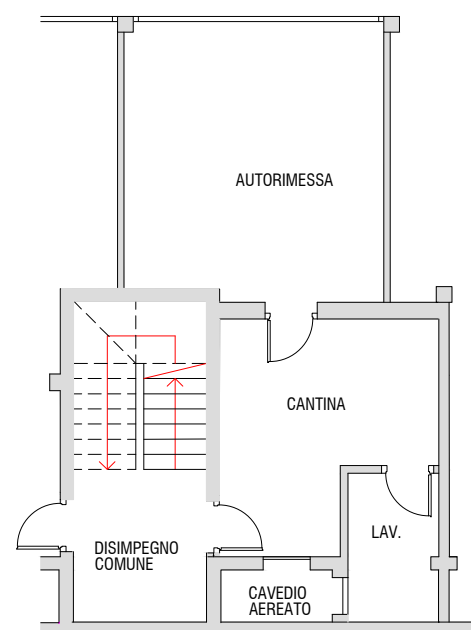 AUTORIMESSA
CANTINA
LAV.
DISIMPEGNO
COMUNE
CAVEDIO
AEREATO